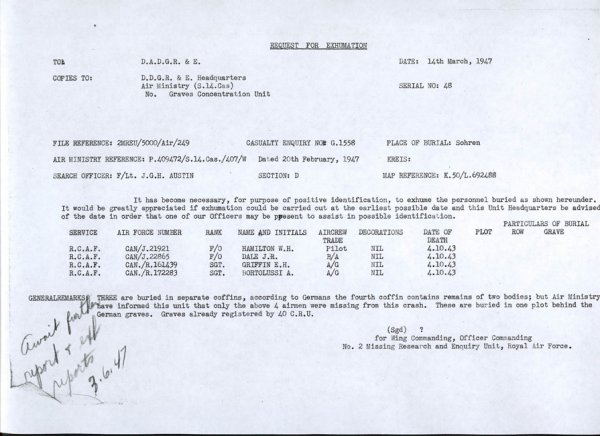 REQUEST FOR EXHUMATION
TO: D.A.D.G.R. & E. DATE: 14th March, 1947
COPIES TO: D.D.G.R. & E. Headquarters
Air Ministry (S.14.Cas) SERIAL NO: 48
No. Graves Concentration Unit
FILE REFERENCE: 2MREU/5000/Air/249 CASUALTY ENQUIRY NO: G.1558 PLACE OF BURIAL: Sohren
AIR MINISTRY REFERENCE: P.409472/S.14.Cas./407/W Dated 20th February, 1947 KREIS:
SEARCH OFFICER: F/Lt. J.G.H. AUSTIN SECTION: D MAP REFERENCE: K.50/L.692488
It has become necessary, for purpose of positive identification, to exhume the personnel buried as shown hereunder.
It would be greatly appreciated if exhumation could be carried out at the earliest possible date and this Unit Headquarters be advised
of the date in order that one of our Officers may be present to assist in possible identification.
PARTICULARS OF BURIAL
SERVICE AIR FORCE NUMBER RANK NAME AND INITIALS AIRCREW DECORATIONS DATE OF PLOT ROW GRAVE
TRADE DEATH
R.C.A.F. CAN/J.21921 F/O HAMILTON W.H. Pilot NIL 4.10.43
R.C.A.F. CAN/J.22865 F/O DALE J.R. B/A NIL 4.10.43
R.C.A.F. CAN/R.161439 SGT. GRIFFIN E.H. A/G NIL 4.10.43
R.C.A.F. CAN/R.172283 SGT. BORTOLUSSI A. A/G NIL 4.10.43
GENERALREMARKS: THREE are buried in separate coffins, according to Germans the fourth coffin contains remains of two bodies; but Air Ministry
have informed this unit that only the above 4 airmen were missing from this crash. These are buried in one plot behind the
German graves. Graves already registered by 40 G.R.U.
(Sgd) ?
for Wing Commanding, Officer Commanding
No. 2 Missing Research and Enquiry Unit, Royal Air Force.
Await further
report & exh
reports
3.6.47